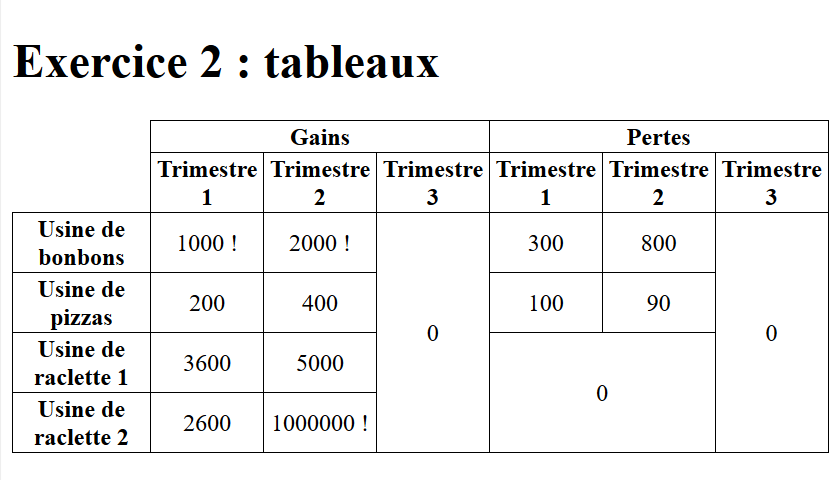 Exercice 2 : tableaux
Gains Pertes
Trimestre Trimestre Trimestre Trimestre Trimestre Trimestre
1 2 3 1 2 3
Usine de
bonbons
1000 ! 2000 ! 300 800
Usine de
pizzas
200 400 100 90
0 0
Usine de
raclette 1
3600 5000
0
Usine de
raclette 2
2600 1000000 !